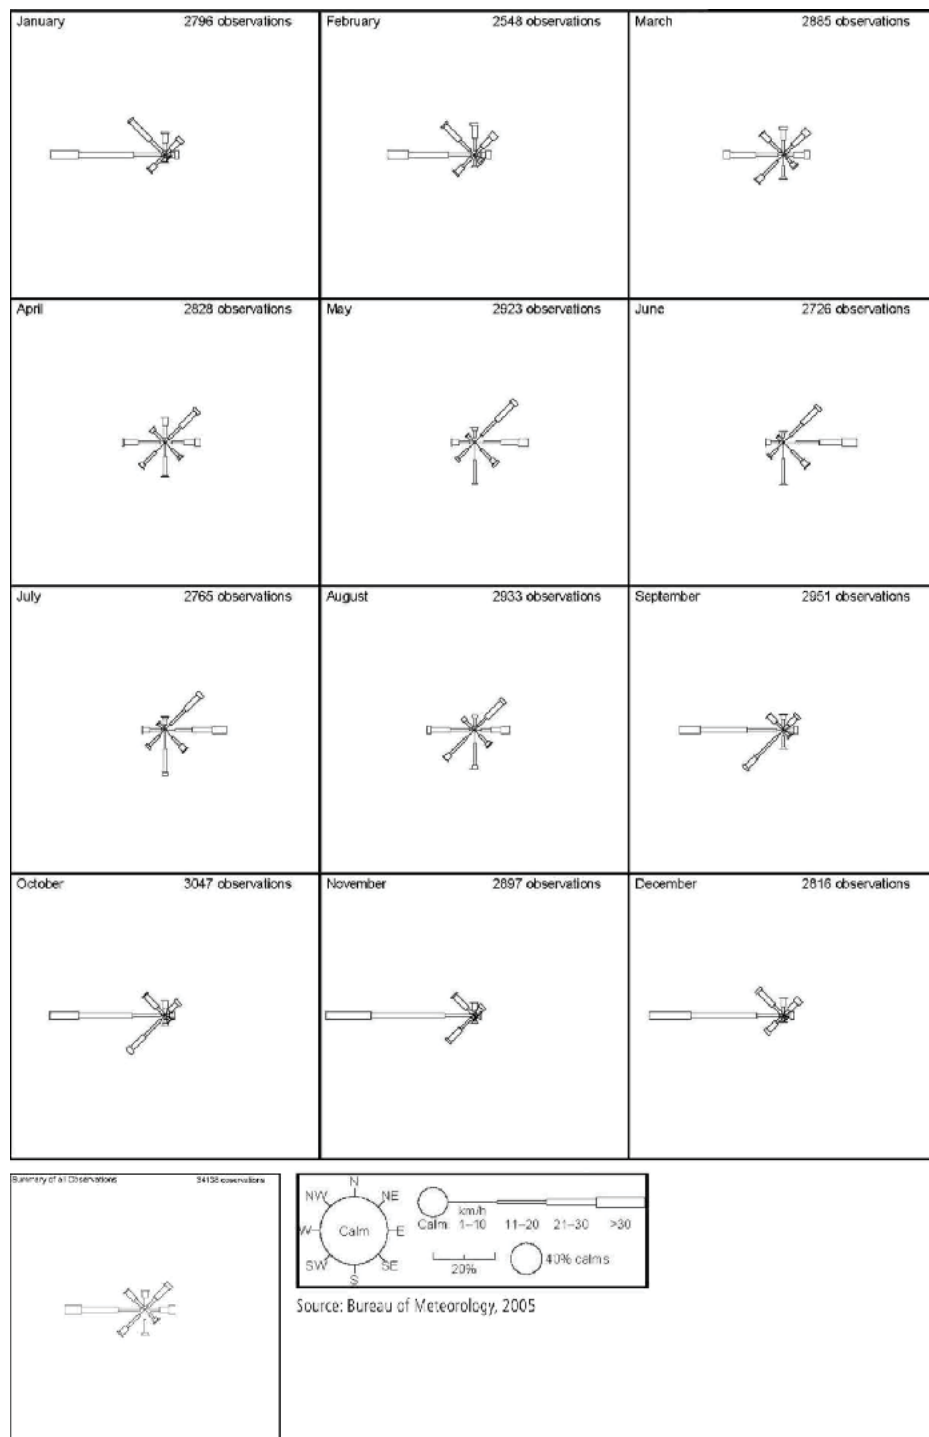 January 2796 observations
February 2548 observations
March 2885 observations
April 2828 observations
May 2923 observations
June 2726 observations
July 2765 observations
August 2933 observations
September 2951 observations
October 3047 observations
November 2897 observations
December 2816 observations
Summary of all Observations 34138 observations
N
NW NE
W Calm E
SW SE
S
km/h
Calm 1–10 11–20 21–30 >30
20% 40% calms
Source: Bureau of Meteorology, 2005